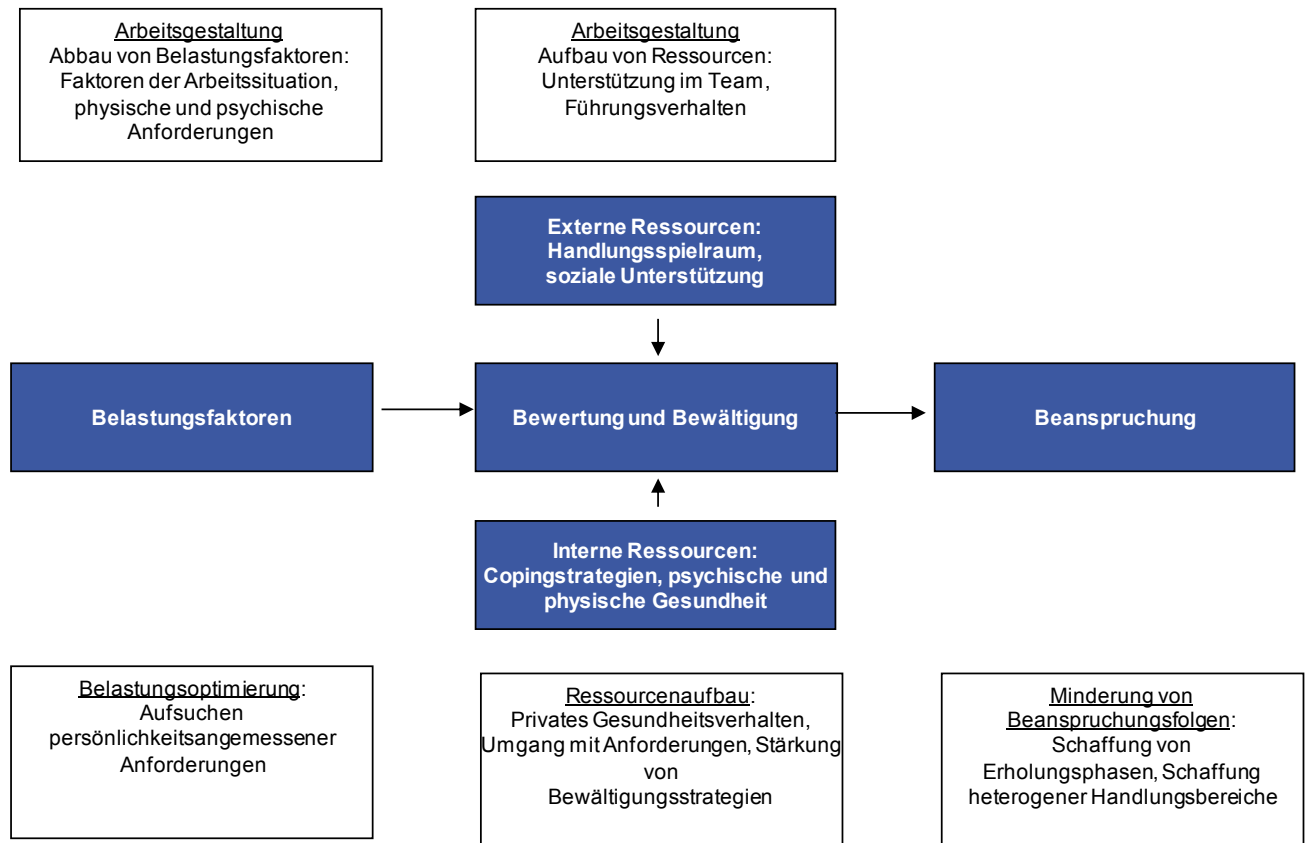 Arbeitsgestaltung
Abbau von Belastungsfaktoren:
Faktoren der Arbeitssituation,
physische und psychische
Anforderungen
Arbeitsgestaltung
Aufbau von Ressourcen:
Unterstützung im Team,
Führungsverhalten
Externe Ressourcen:
Handlungsspielraum,
soziale Unterstützung
Belastungsfaktoren
Bewertung und Bewältigung
Beanspruchung
Interne Ressourcen:
Copingstrategien, psychische und
physische Gesundheit
Belastungsoptimierung:
Aufsuchen
persönlichkeitsangemessener
Anforderungen
Ressourcenaufbau:
Privates Gesundheitsverhalten,
Umgang mit Anforderungen, Stärkung
von
Bewältigungsstrategien
Minderung von
Beanspruchungsfolgen:
Schaffung von
Erholungsphasen, Schaffung
heterogener Handlungsbereiche